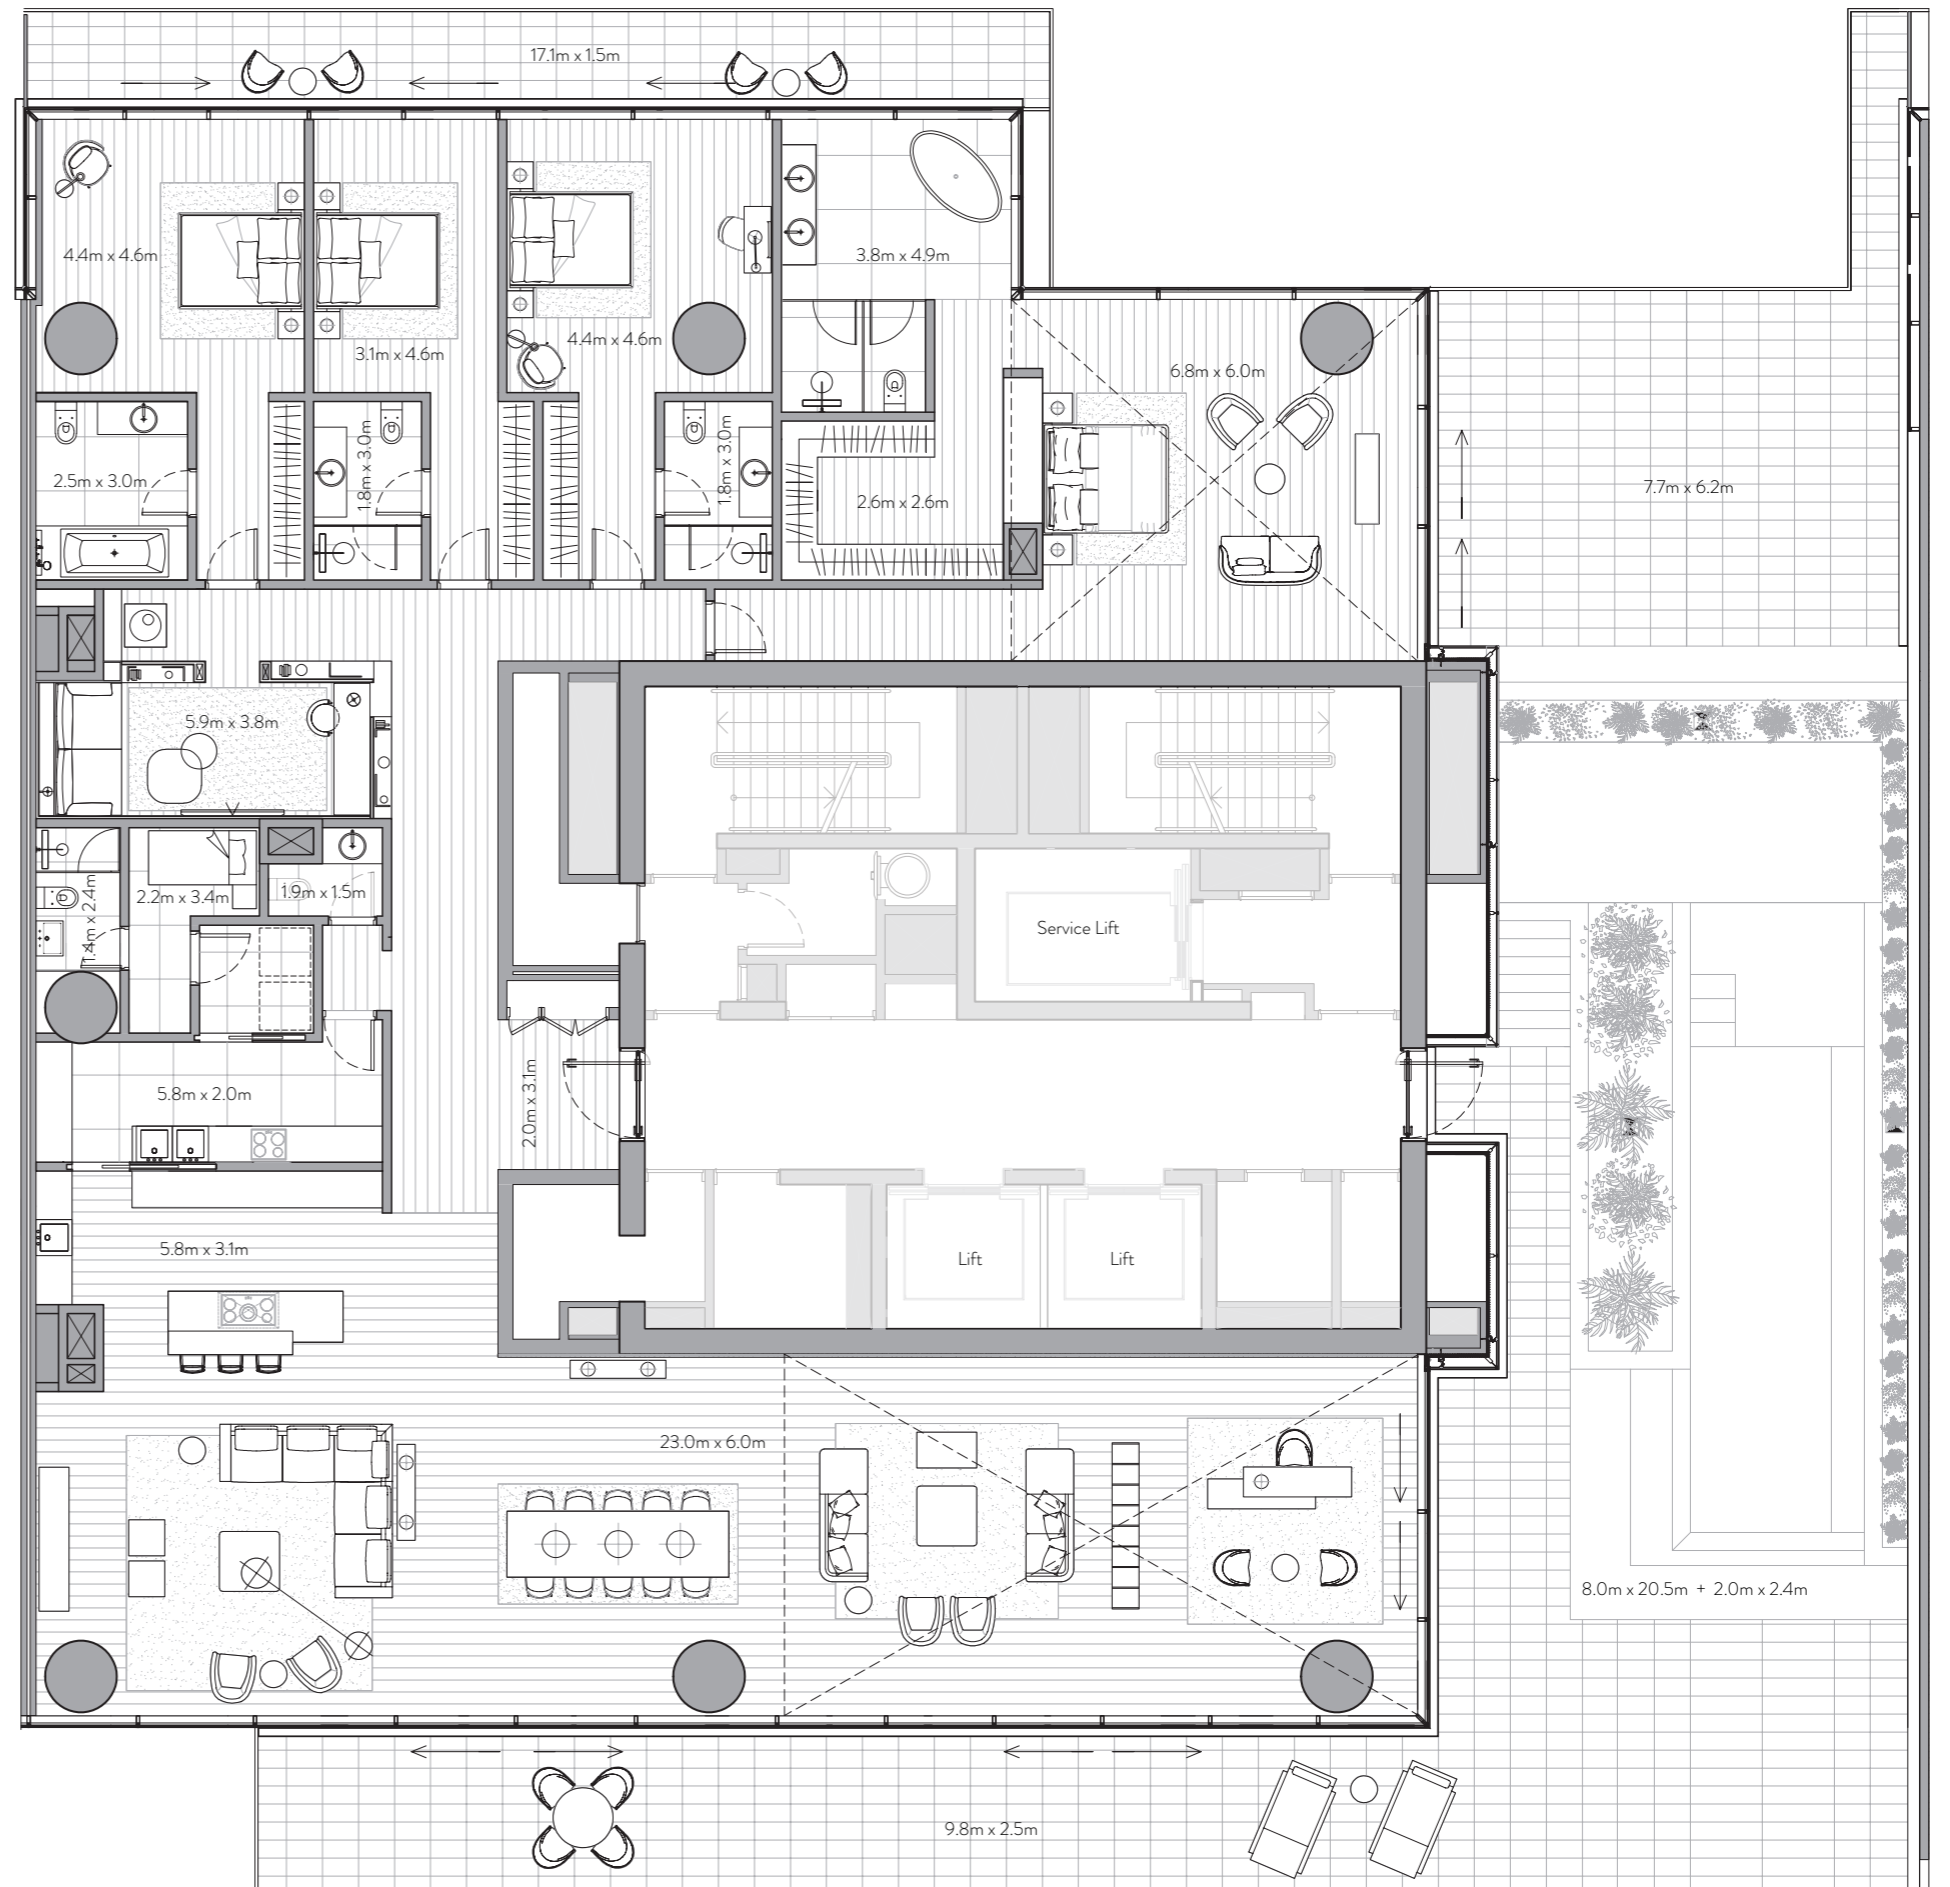 17.1m x 1.5m
4.4m x 4.6m
3.8m x 4.9m
4.4m x 4.6m
3.1m x 4.6m
6.8m x 6.0m
1.8m x 3.0m
1.8m x 3.0m
2.5m x 3.0m
2.6m x 2.6m
7.7m x 6.2m
5.9m x 3.8m
1.4m x 2.4m
2.2m x 3.4m
1.9m x 1.5m
Service Lift
5.8m x 2.0m
2.0m x 3.1m
5.8m x 3.1m
Lift
Lift
23.0m x 6.0m
8.0m x 20.5m + 2.0m x 2.4m
9.8m x 2.5m